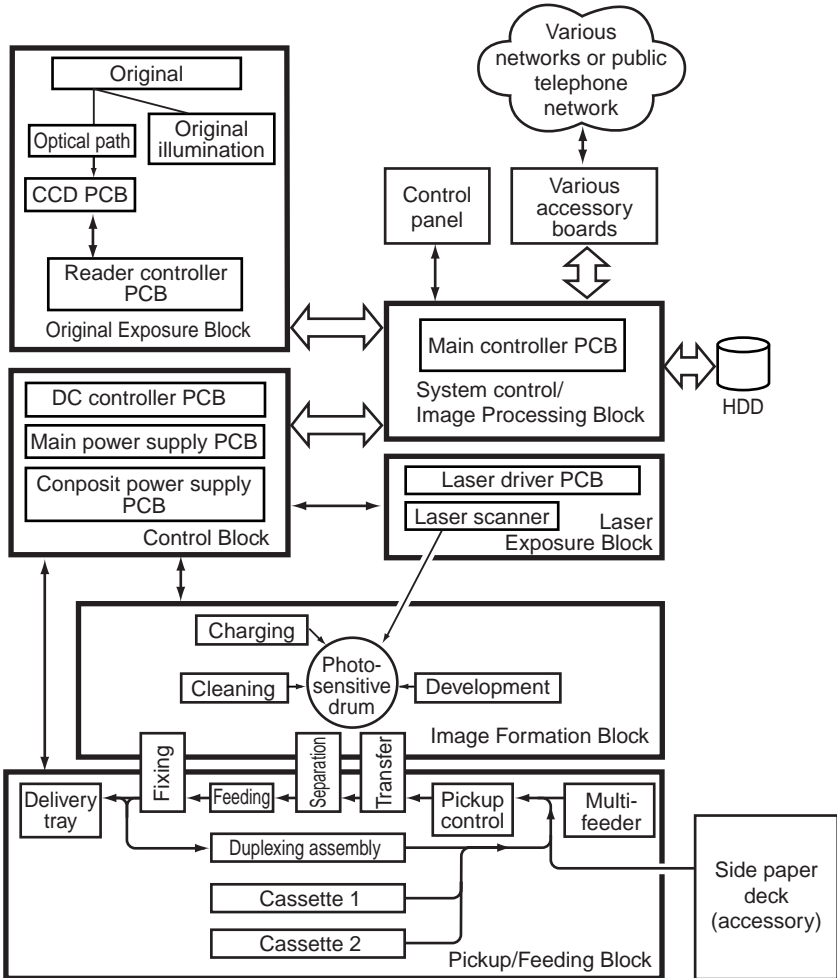 Various
networks or public
telephone
network
Original
Optical path
Original
illumination
CCD PCB
Reader controller
PCB
Original Exposure Block
Control
panel
Various
accessory
boards
Main controller PCB
System control/
Image Processing Block
HDD
DC controller PCB
Main power supply PCB
Conposit power supply
PCB
Control Block
Laser driver PCB
Laser scanner
Laser
Exposure Block
Charging
Cleaning
Photo-
sensitive
drum
Development
Image Formation Block
Fixing
Separation
Transfer
Delivery
tray
Feeding
Pickup
control
Multi-
feeder
Duplexing assembly
Cassette 1
Cassette 2
Pickup/Feeding Block
Side paper
deck
(accessory)